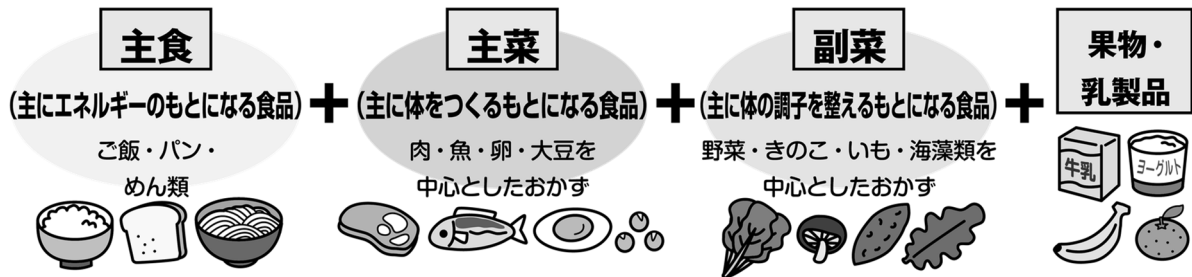 主食
(主にエネルギーのもとになる食品)
ご飯・パン・
めん類
+
主菜
(主に体をつくるもとになる食品)
肉・魚・卵・大豆を
中心としたおかず
+
副菜
(主に体の調子を整えるもとになる食品)
野菜・きのこ・いも・海藻類を
中心としたおかず
+
果物・
乳製品
牛乳
ヨーグルト